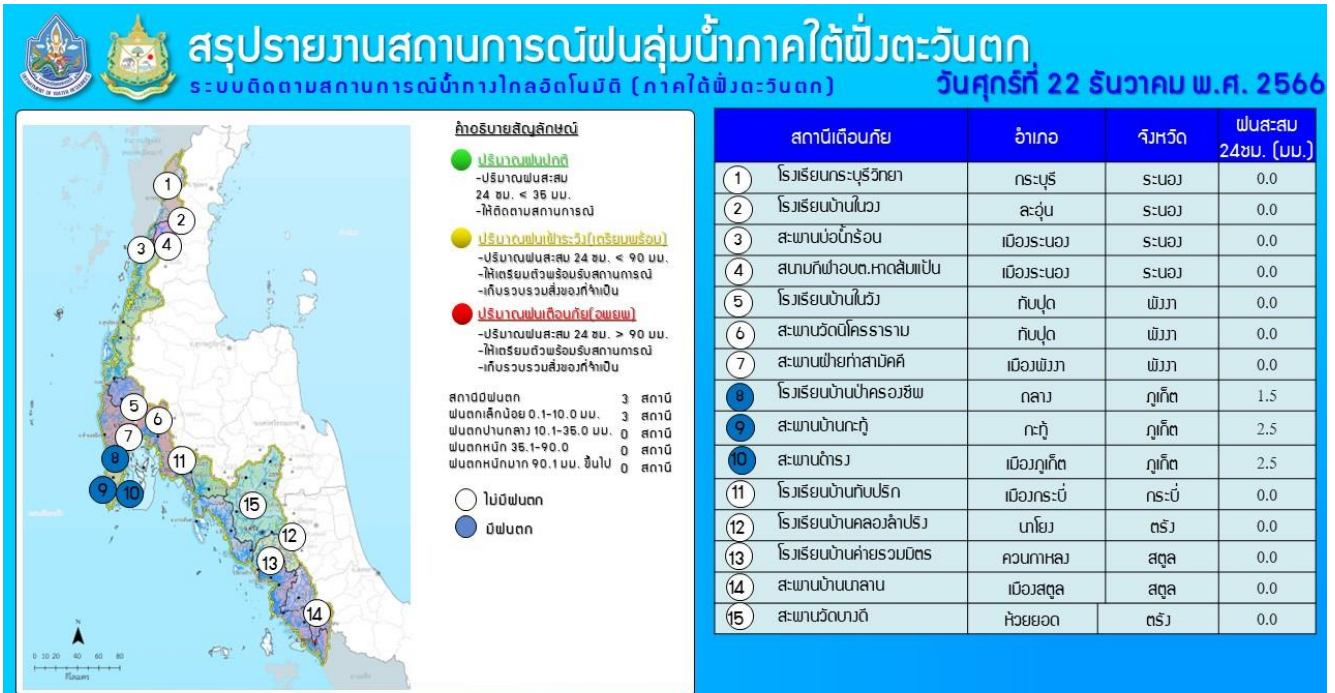 สรุปรายงานสถานการณ์ฝนลุ่มน้ำภาคใต้ฝั่งตะวันตก
ระบบติดตามสถานการณ์น้ำทางไกลอัตโนมัติ (ภาคใต้ฝั่งตะวันตก)
วันศุกร์ที่ 22 ธันวาคม พ.ศ. 2566
คำอธิบายสัญลักษณ์
ปริมาณฝนปกติ
-ปริมาณฝนสะสม
24 ชม. < 35 มม.
-ให้ติดตามสถานการณ์
ปริมาณฝนเฝ้าระวัง(เตรียมพร้อม)
-ปริมาณฝนสะสม 24 ชม. < 90 มม.
-ให้เตรียมตัวพร้อมรับสถานการณ์
-เก็บรวบรวมสิ่งของที่จำเป็น
ปริมาณฝนเตือนภัย(อพยพ)
-ปริมาณฝนสะสม 24 ชม. > 90 มม.
-ให้เตรียมตัวพร้อมรับสถานการณ์
-เก็บรวบรวมสิ่งของที่จำเป็น
สถานีมีฝนตก 3 สถานี
ฝนตกเล็กน้อย 0.1-10.0 มม. 3 สถานี
ฝนตกปานกลาง 10.1-35.0 มม. 0 สถานี
ฝนตกหนัก 35.1-90.0 0 สถานี
ฝนตกหนักมาก 90.1 มม. ขึ้นไป 0 สถานี
ไม่มีฝนตก
มีฝนตก
1
2
3
4
5
6
7
8
9
10
11
15
12
13
14
N
0 10 20 40 60 80
กิโลเมตร
สถานีเตือนภัย อำเภอ จังหวัด ฝนสะสม 24ชม. (มม.)
1 โรงเรียนกระบุรีวิทยา กระบุรี ระนอง 0.0
2 โรงเรียนบ้านในวง ละอุ่น ระนอง 0.0
3 สะพานบ่อน้ำร้อน เมืองระนอง ระนอง 0.0
4 สนามกีฬาอบต.หาดส้มแป้น เมืองระนอง ระนอง 0.0
5 โรงเรียนบ้านในวัง ทับปุด พังงา 0.0
6 สะพานวัดนิโครธาราม ทับปุด พังงา 0.0
7 สะพานฝ่ายท่าสามัคคี เมืองพังงา พังงา 0.0
8 โรงเรียนบ้านป่าครองชีพ ถลาง ภูเก็ต 1.5
9 สะพานบ้านกะทู้ กะทู้ ภูเก็ต 2.5
10 สะพานดำรง เมืองภูเก็ต ภูเก็ต 2.5
11 โรงเรียนบ้านทับปริก เมืองกระบี่ กระบี่ 0.0
12 โรงเรียนบ้านคลองลำปริง นาโยง ตรัง 0.0
13 โรงเรียนบ้านค่ายรวมมิตร ควนกาหลง สตูล 0.0
14 สะพานบ้านนาลาน เมืองสตูล สตูล 0.0
15 สะพานวัดบางดี ห้วยยอด ตรัง 0.0